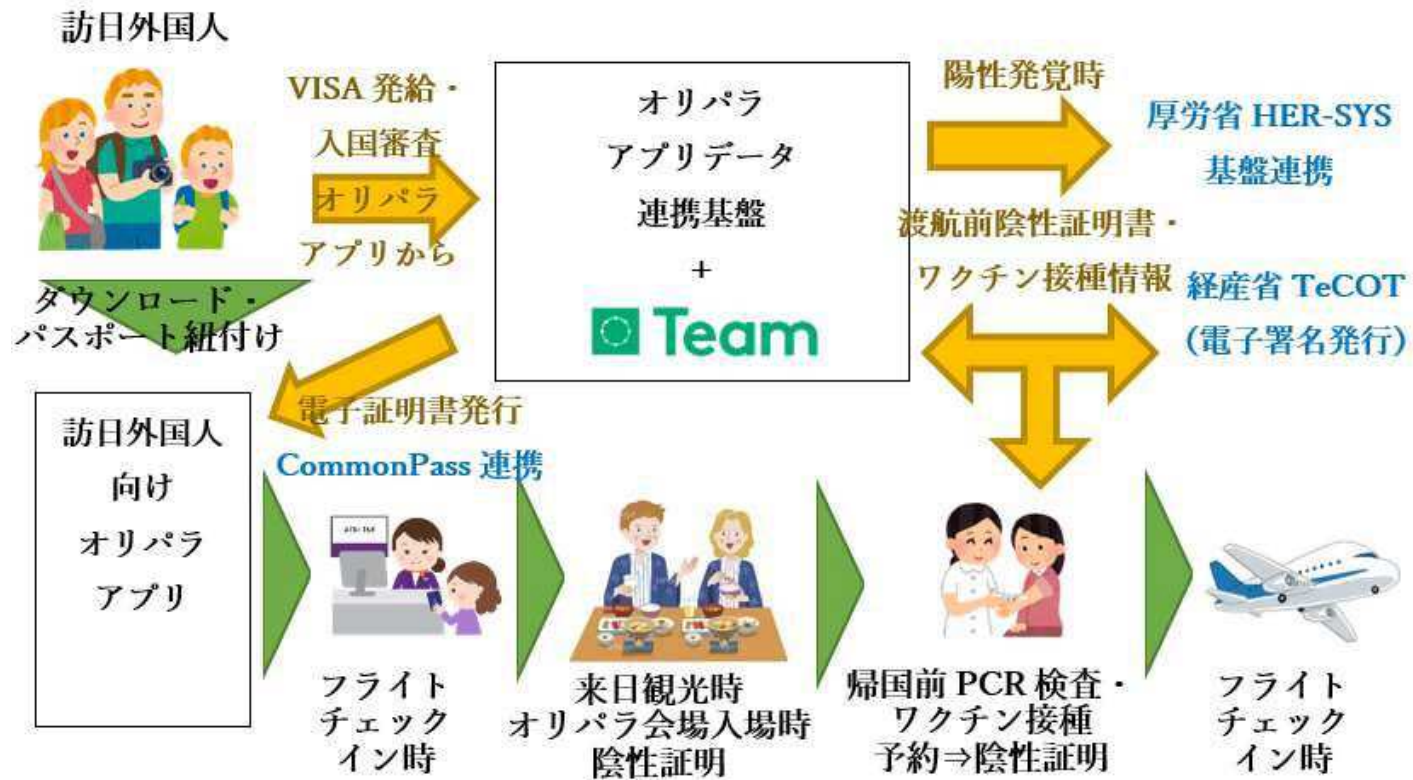 訪日外国人
VISA 発給・
入国審査
オリパラ
アプリから
オリパラ
アプリデータ
連携基盤
+
Team
陽性発覚時
厚労省 HER-SYS
基盤連携
渡航前陰性証明書・
ワクチン接種情報
経産省 TeCOT
(電子署名発行)
ダウンロード・
パスポート紐付け
電子証明書発行
CommonPass 連携
訪日外国人
向け
オリパラ
アプリ
フライト
チェック
イン時
来日観光時
オリパラ会場入場時
陰性証明
帰国前 PCR 検査・
ワクチン接種
予約⇒陰性証明
フライト
チェック
イン時